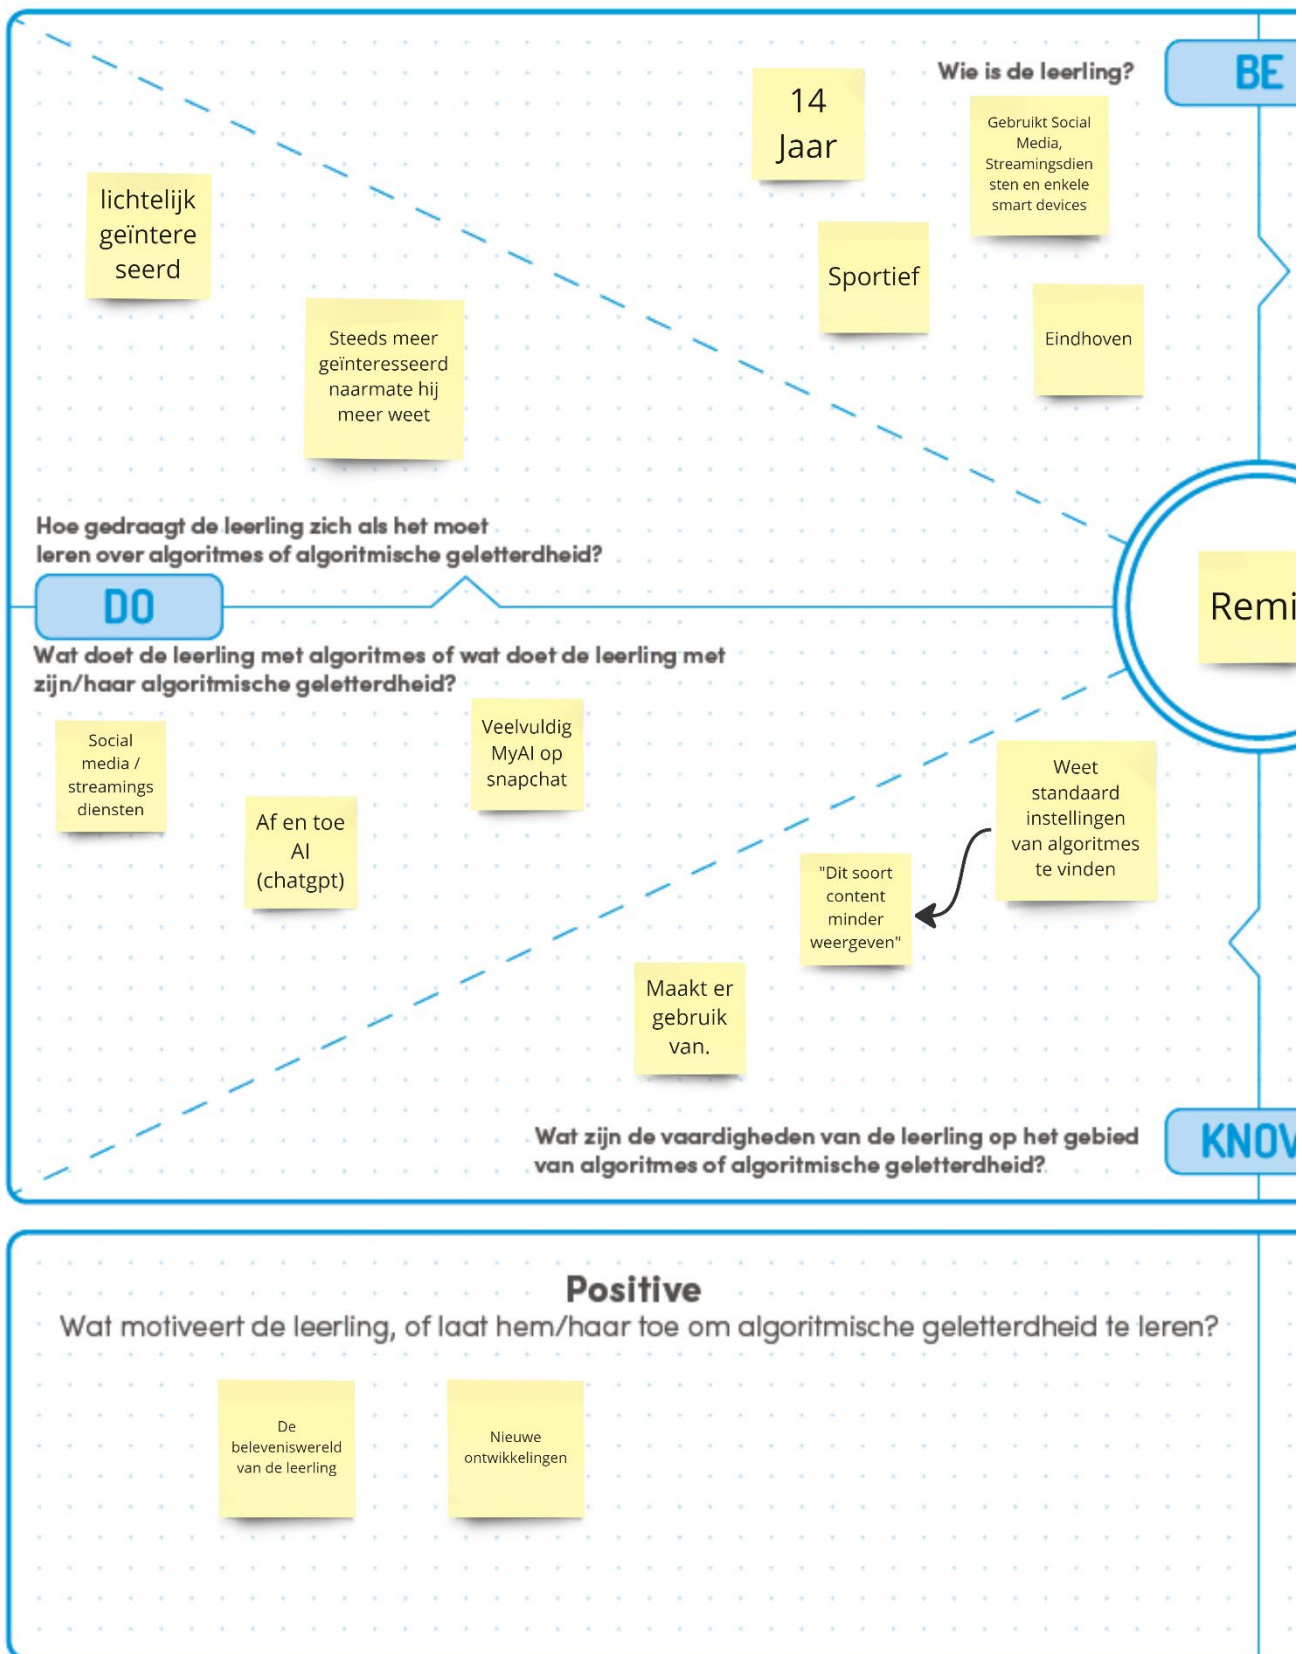 Wie is de leerling?
BE
14
Jaar
Gebruikt Social
Media,
Streamingsdien
sten en enkele
smart devices
Sportief
Eindhoven
lichtelijk
geïntere
seerd
Steeds meer
geïnteresseerd
naarmate hij
meer weet
Hoe gedraagt de leerling zich als het moet
leren over algoritmes of algoritmische geletterdheid?
DO
Remi
Wat doet de leerling met algoritmes of wat doet de leerling met
zijn/haar algoritmische geletterdheid?
Social
media /
streamings
diensten
Af en toe
AI
(chatgpt)
Veelvuldig
MyAI op
snapchat
Weet
standaard
instellingen
van algoritmes
te vinden
"Dit soort
content
minder
weergeven"
Maakt er
gebruik
van.
Wat zijn de vaardigheden van de leerling op het gebied
van algoritmes of algoritmische geletterdheid?
KNOW
Positive
Wat motiveert de leerling, of laat hem/haar toe om algoritmische geletterdheid te leren?
De
beleveniswereld
van de leerling
Nieuwe
ontwikkelingen